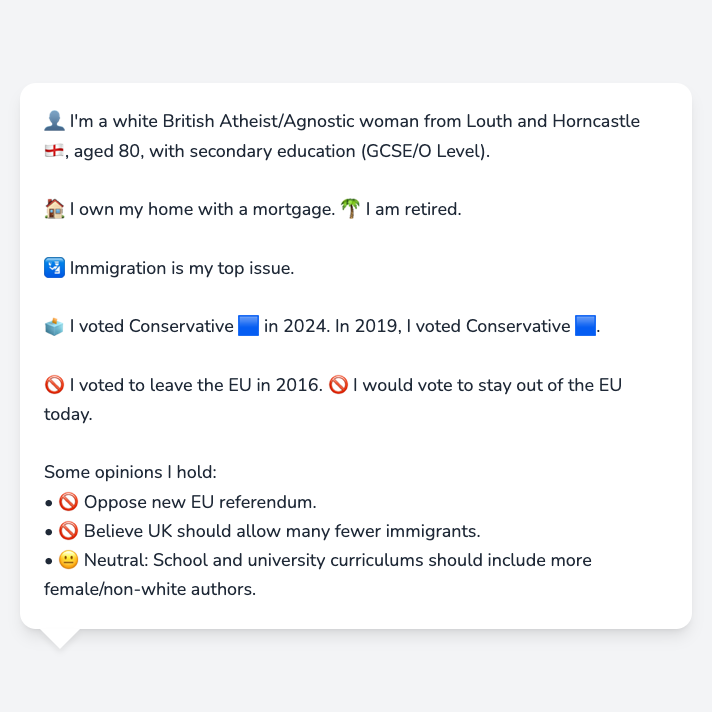 👤 I'm a white British Atheist/Agnostic woman from Louth and Horncastle
🏴󠁧󠁢󠁥󠁮󠁧󠁿, aged 80, with secondary education (GCSE/O Level).
🏠 I own my home with a mortgage. 🌴 I am retired.
🛂 Immigration is my top issue.
🗳️ I voted Conservative 🟦 in 2024. In 2019, I voted Conservative 🟦.
🚫 I voted to leave the EU in 2016. 🚫 I would vote to stay out of the EU
today.
Some opinions I hold:
• 🚫 Oppose new EU referendum.
• 🚫 Believe UK should allow many fewer immigrants.
• 😐 Neutral: School and university curriculums should include more
female/non-white authors.